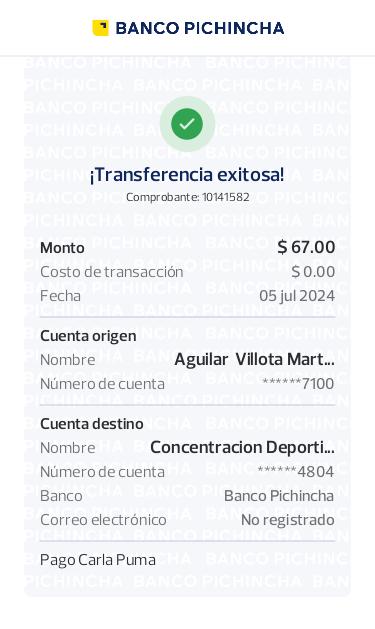 BANCO PICHINCHA
¡Transferencia exitosa!
Comprobante: 10141582
Monto $ 67.00
Costo de transacción $ 0.00
Fecha 05 jul 2024
Cuenta origen
Nombre Aguilar Villota Mart...
Número de cuenta ******7100
Cuenta destino
Nombre Concentracion Deporti...
Número de cuenta ******4804
Banco Banco Pichincha
Correo electrónico No registrado
Pago Carla Puma